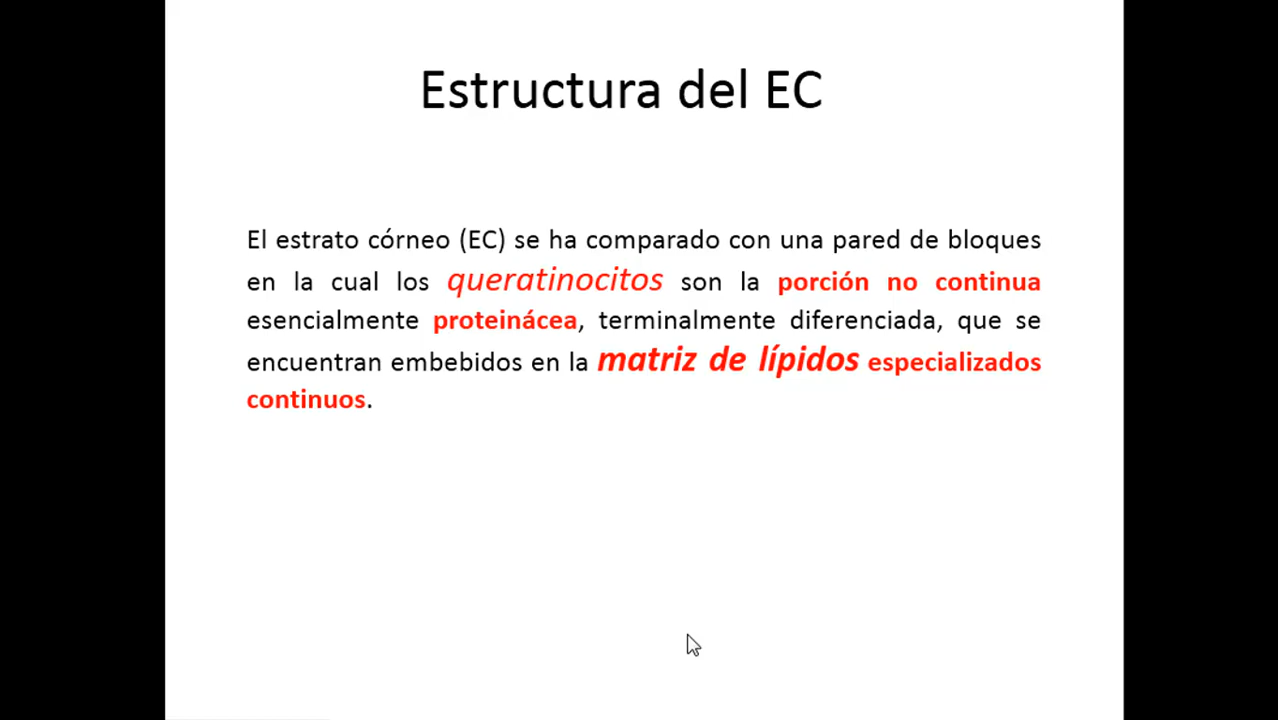 Estructura del EC
El estrato córneo (EC) se ha comparado con una pared de bloques
en la cual los queratinocitos son la porción no continua
esencialmente proteinácea, terminalmente diferenciada, que se
encuentran embebidos en la matriz de lípidos especializados
continuos.